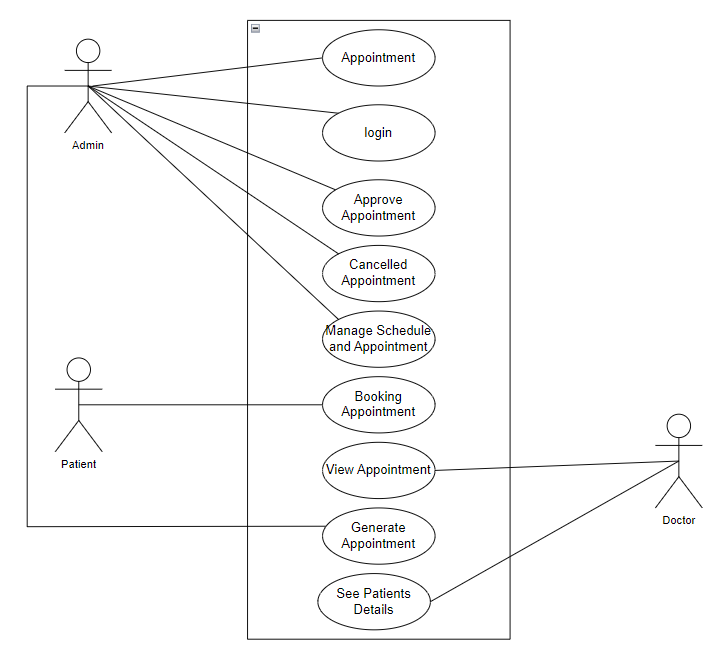 Appointment
login
Admin
Approve
Appointment
Cancelled
Appointment
Manage Schedule
and Appointment
Booking
Appointment
Patient
View Appointment
Doctor
Generate
Appointment
See Patients
Details